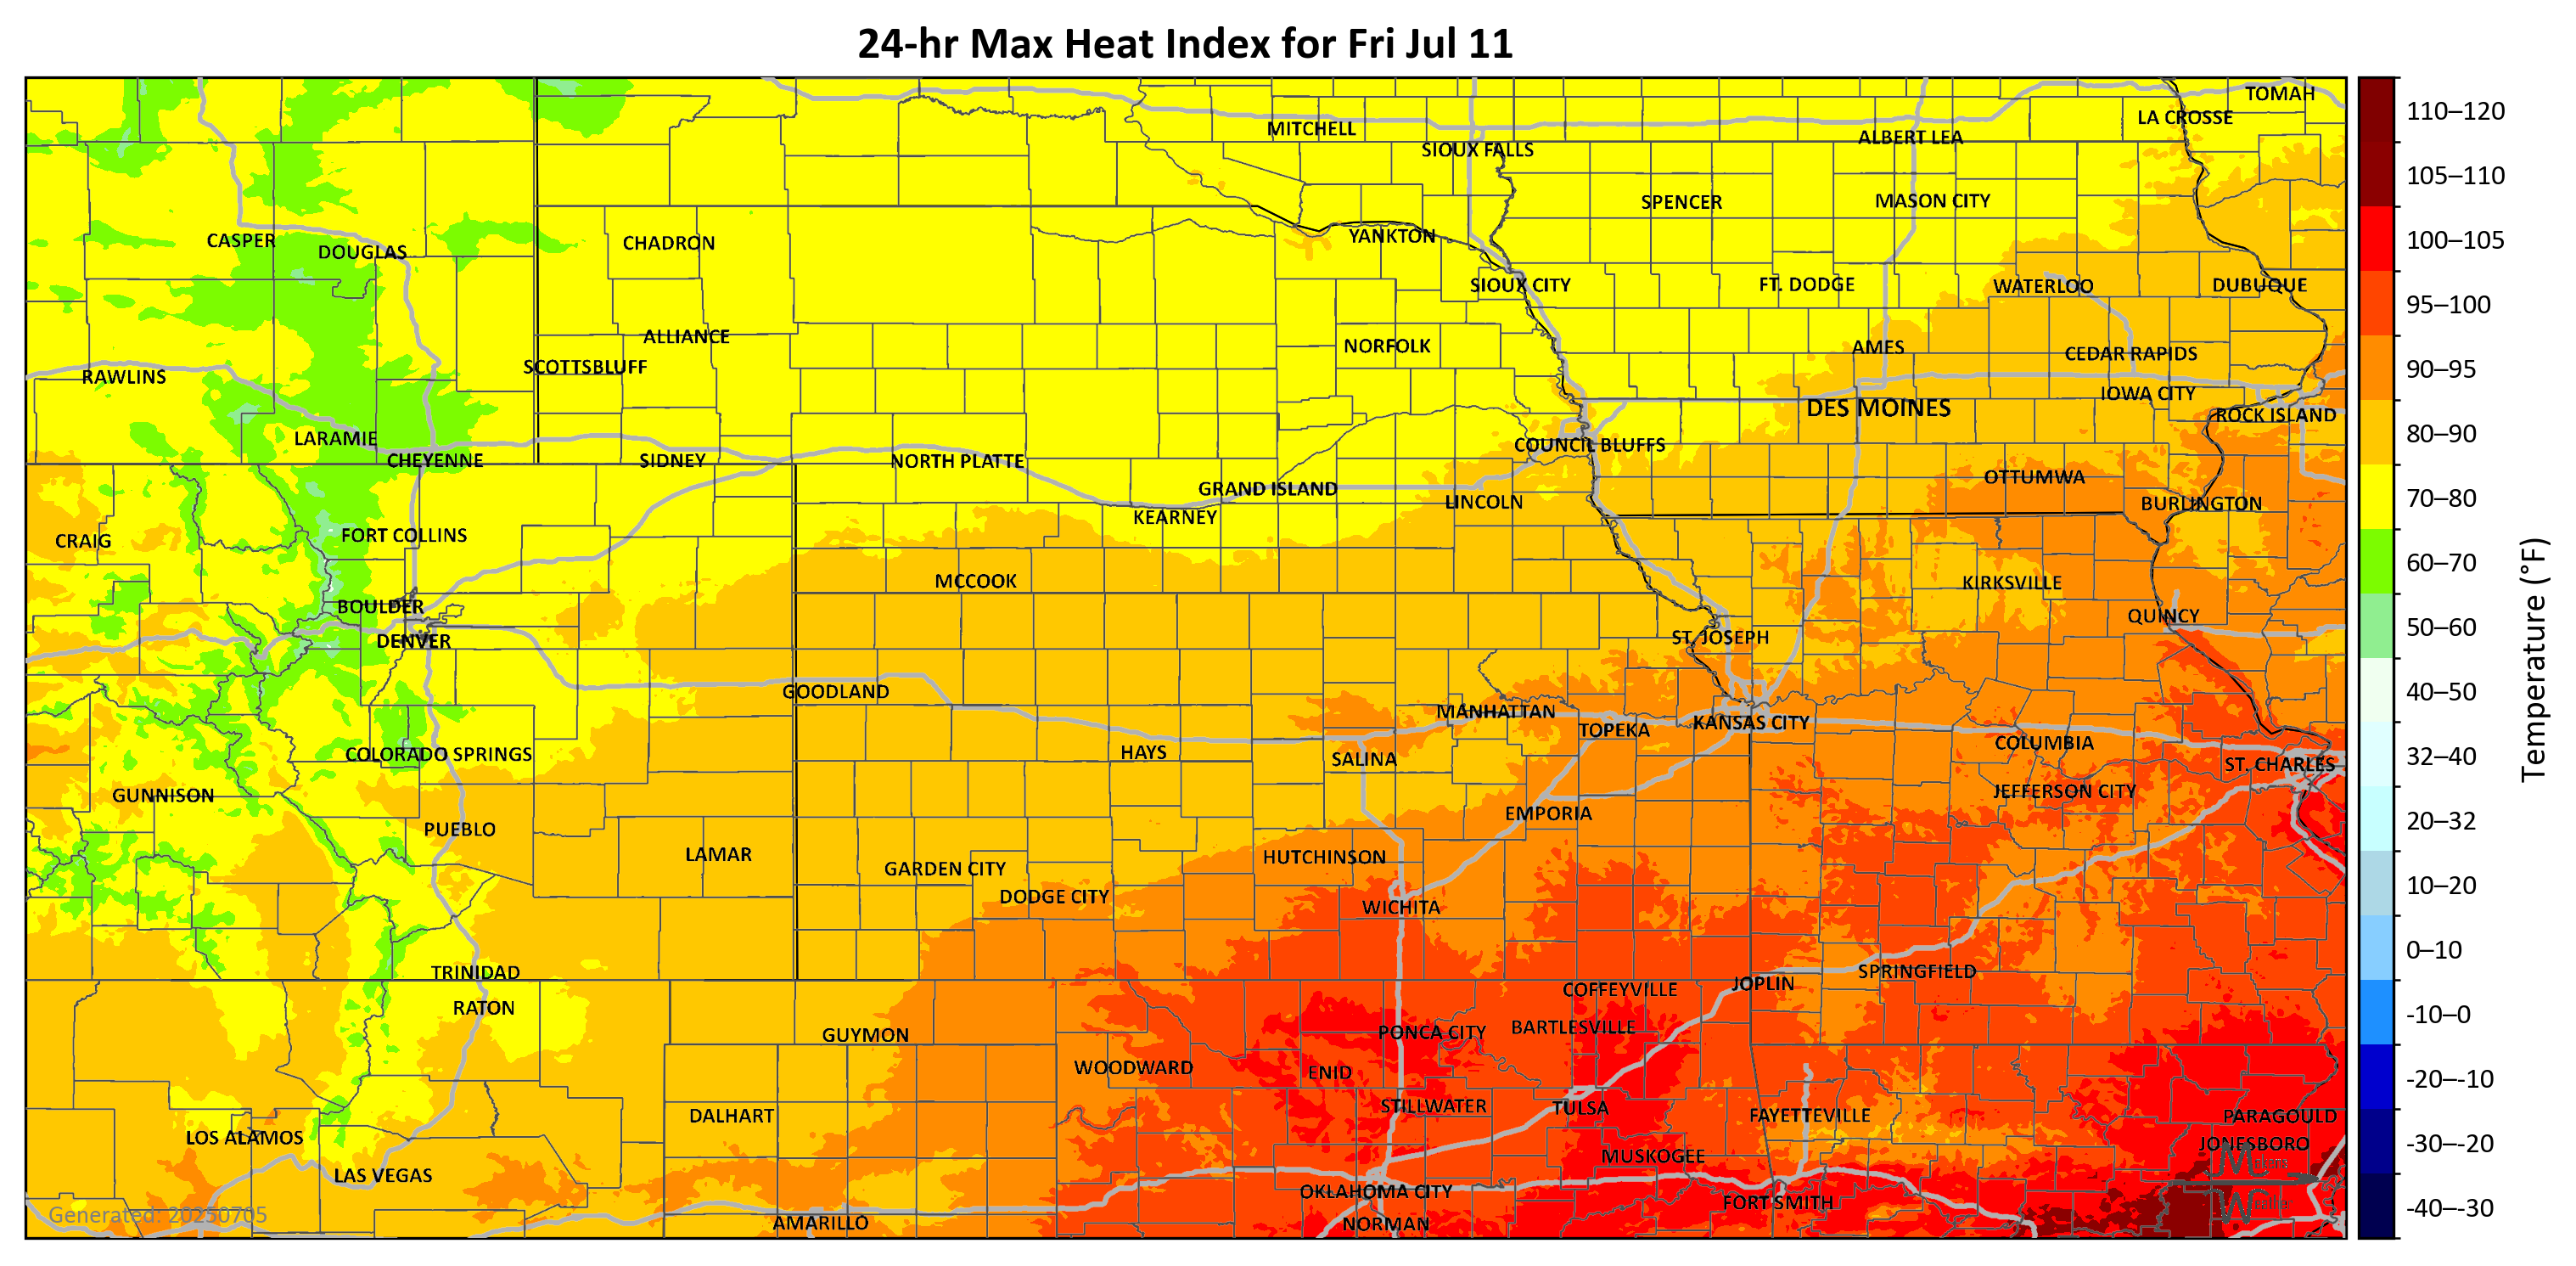 24-hr Max Heat Index for Fri Jul 11
TOMAH
LA CROSSE
MITCHELL
ALBERT LEA
SIOUX FALLS
SPENCER
MASON CITY
CASPER
DOUGLAS
CHADRON
YANKTON
SIOUX CITY
FT. DODGE
WATERLOO
DUBUQUE
ALLIANCE
NORFOLK
AMES
CEDAR RAPIDS
SCOTTSBLUFF
RAWLINS
IOWA CITY
DES MOINES
ROCK ISLAND
LARAMIE
COUNCIL BLUFFS
CHEYENNE
SIDNEY
NORTH PLATTE
OTTUMWA
GRAND ISLAND
LINCOLN
BURLINGTON
KEARNEY
CRAIG
FORT COLLINS
MCCOOK
KIRKSVILLE
BOULDER
QUINCY
DENVER
ST. JOSEPH
GOODLAND
MANHATTAN
TOPEKA
KANSAS CITY
COLORADO SPRINGS
HAYS
SALINA
COLUMBIA
ST. CHARLES
GUNNISON
JEFFERSON CITY
PUEBLO
EMPORIA
LAMAR
GARDEN CITY
HUTCHINSON
DODGE CITY
WICHITA
TRINIDAD
SPRINGFIELD
JOPLIN
COFFEYVILLE
RATON
GUYMON
PONCA CITY
BARTLESVILLE
WOODWARD
ENID
DALHART
STILLWATER
TULSA
FAYETTEVILLE
PARAGOULD
LOS ALAMOS
JONESBORO
LAS VEGAS
MUSKOGEE
OKLAHOMA CITY
FORT SMITH
AMARILLO
NORMAN
Generated: 20250705
110–120
105–110
100–105
95–100
90–95
80–90
70–80
60–70
50–60
40–50
32–40
20–32
10–20
0–10
-10–0
-20–-10
-30–-20
-40–-30
Temperature (°F)